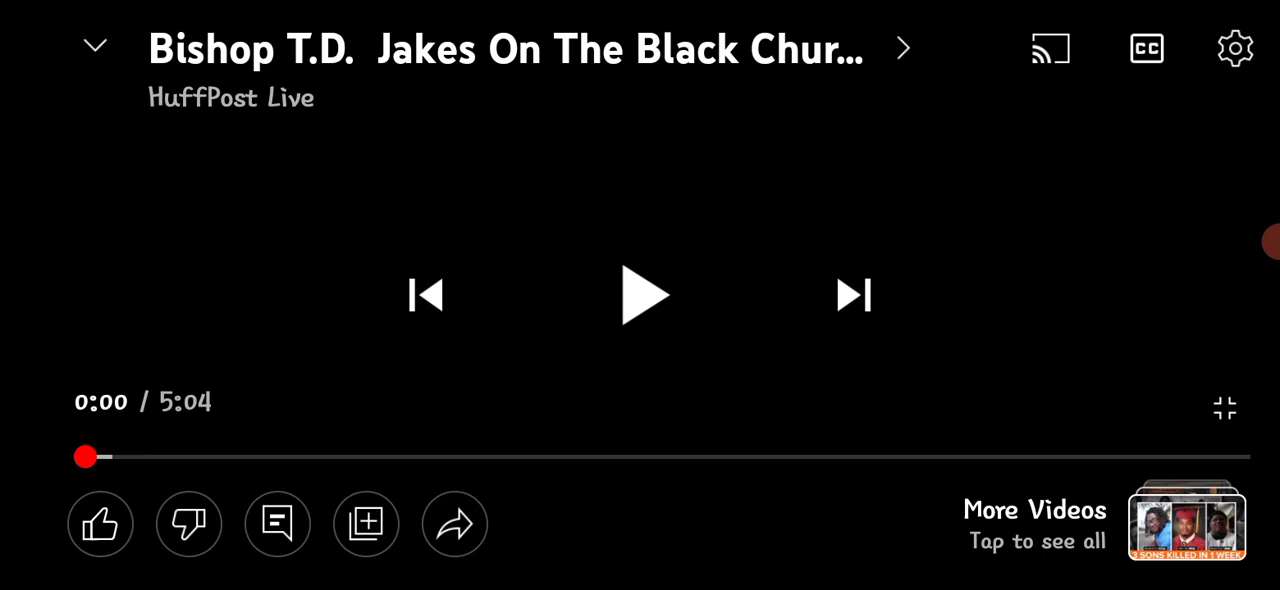 Bishop T.D. Jakes On The Black Chur...
HuffPost Live
CC
0:00 / 5:04
More Videos
Tap to see all
3 SONS KILLED IN 1 WEEK